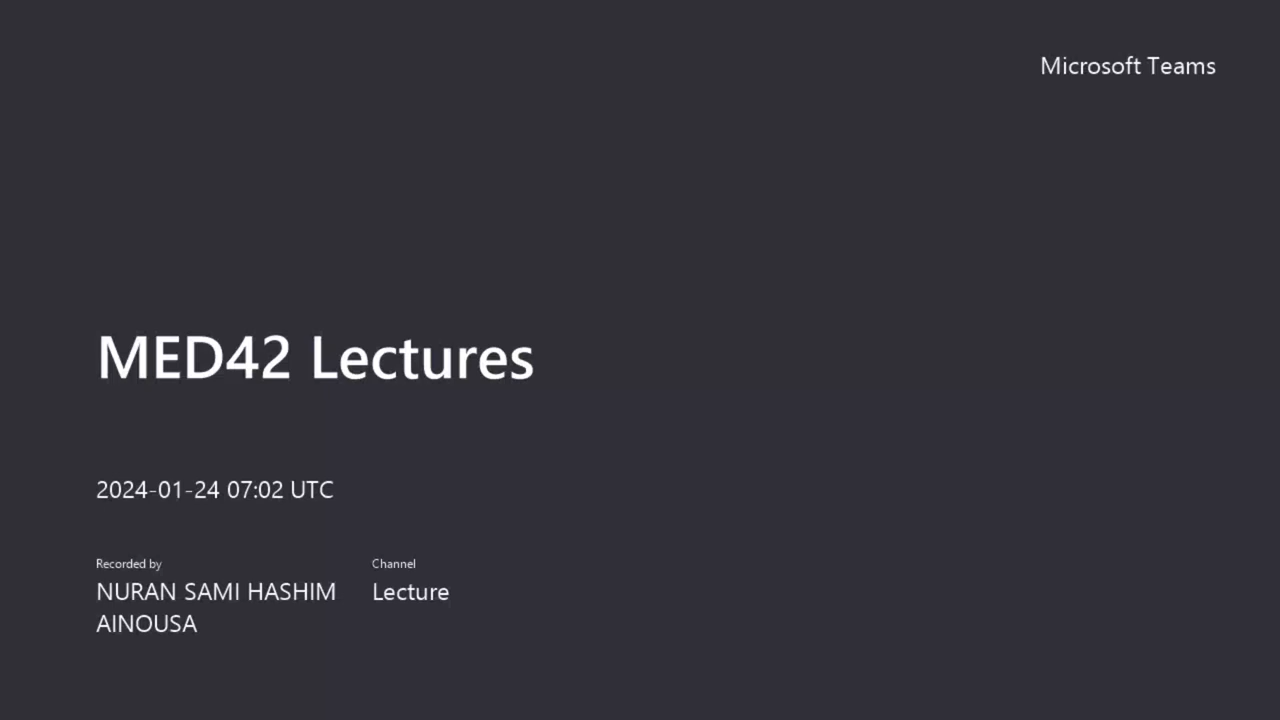 Microsoft Teams
MED42 Lectures
2024-01-24 07:02 UTC
Recorded by
NURAN SAMI HASHIM
AINOUSA
Channel
Lecture